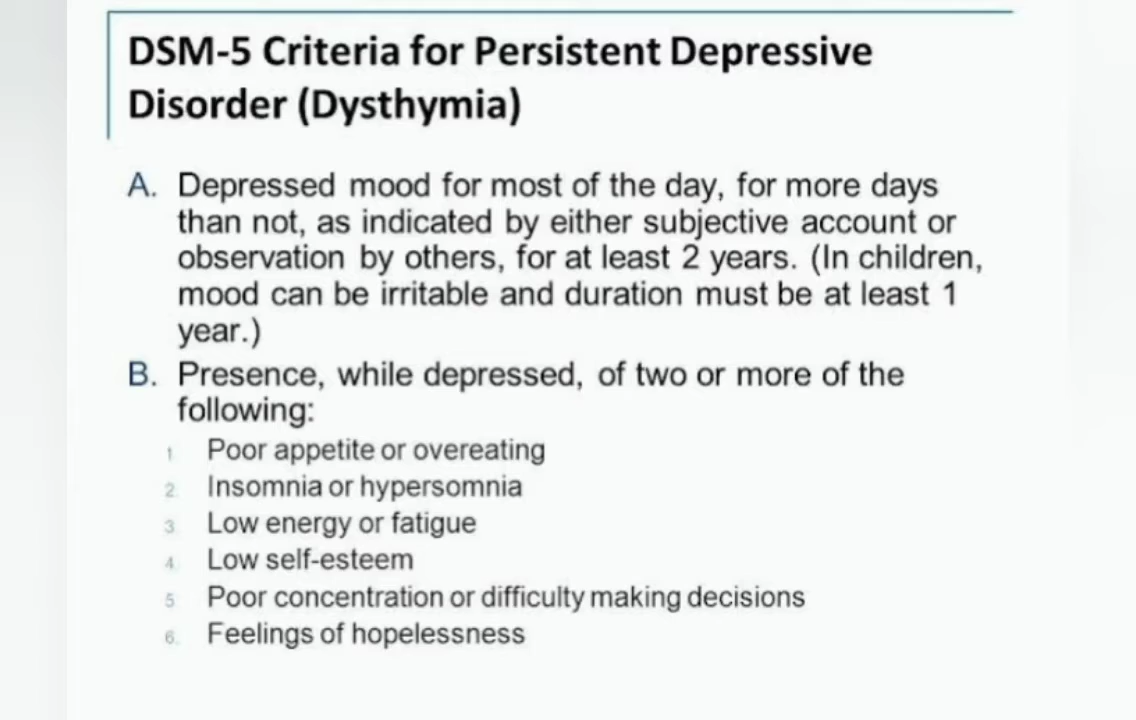 DSM-5 Criteria for Persistent Depressive
Disorder (Dysthymia)
A. Depressed mood for most of the day, for more days
than not, as indicated by either subjective account or
observation by others, for at least 2 years. (In children,
mood can be irritable and duration must be at least 1
year.)
B. Presence, while depressed, of two or more of the
following:
1 Poor appetite or overeating
2. Insomnia or hypersomnia
3. Low energy or fatigue
4. Low self-esteem
5 Poor concentration or difficulty making decisions
6. Feelings of hopelessness